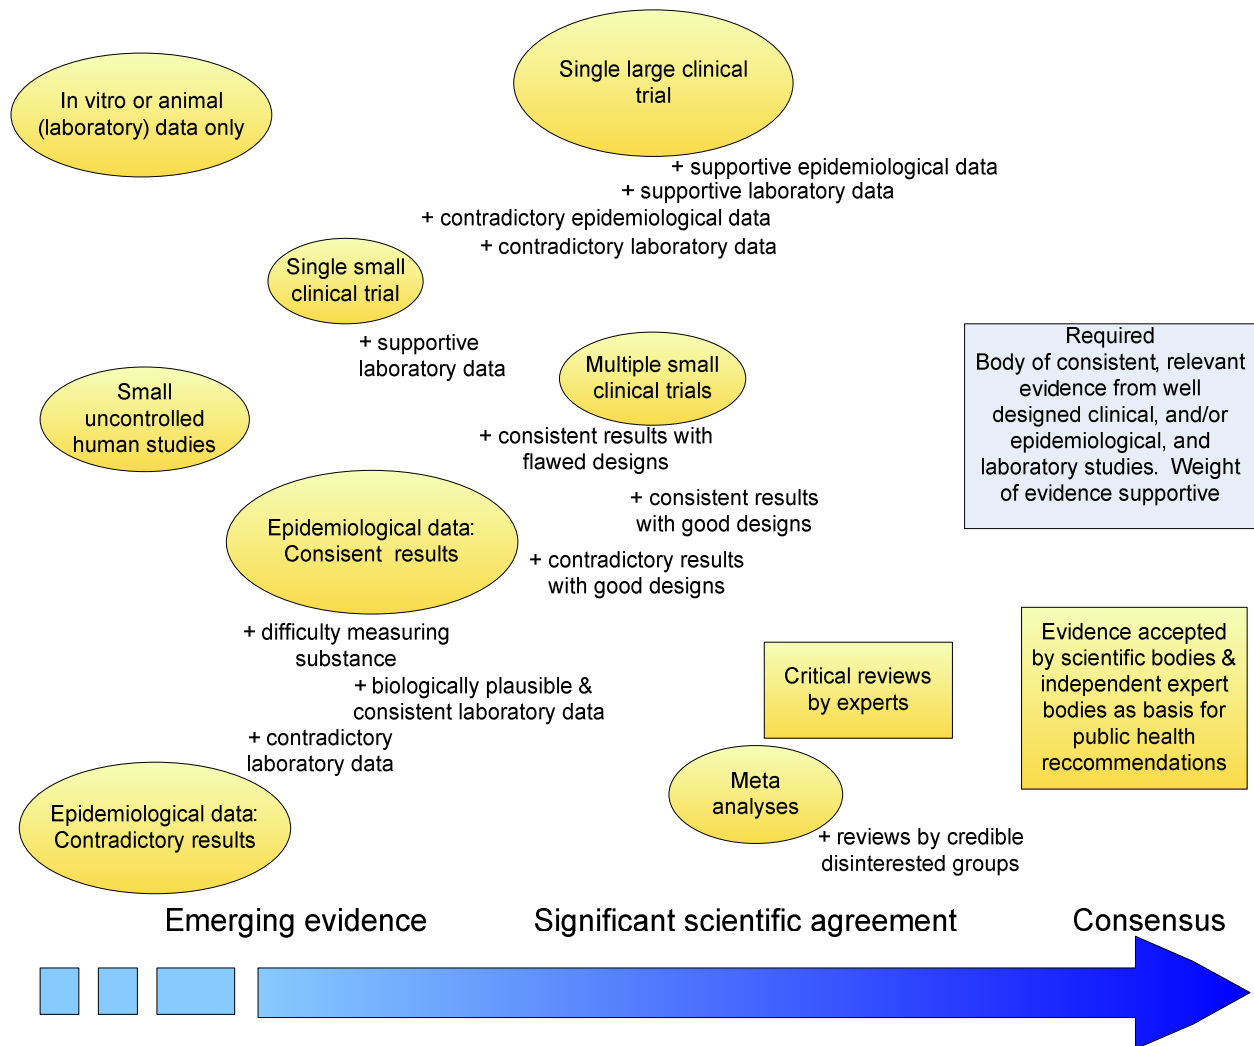 In vitro or animal
(laboratory) data only
Single large clinical
trial
+ supportive epidemiological data
+ supportive laboratory data
+ contradictory epidemiological data
+ contradictory laboratory data
Single small
clinical trial
+ supportive
laboratory data
Multiple small
clinical trials
+ consistent results with
flawed designs
+ consistent results
with good designs
+ contradictory results
with good designs
Required
Body of consistent, relevant
evidence from well
designed clinical, and/or
epidemiological, and
laboratory studies.  Weight
of evidence supportive
Small
uncontrolled
human studies
Epidemiological data:
Consisent  results
+ difficulty measuring
substance
+ biologically plausible &
consistent laboratory data
+ contradictory
laboratory data
Epidemiological data:
Contradictory results
Critical reviews
by experts
Meta
analyses
+ reviews by credible
disinterested groups
Evidence accepted
by scientific bodies &
independent expert
bodies as basis for
public health
reccommendations
Emerging evidence
Significant scientific agreement
Consensus